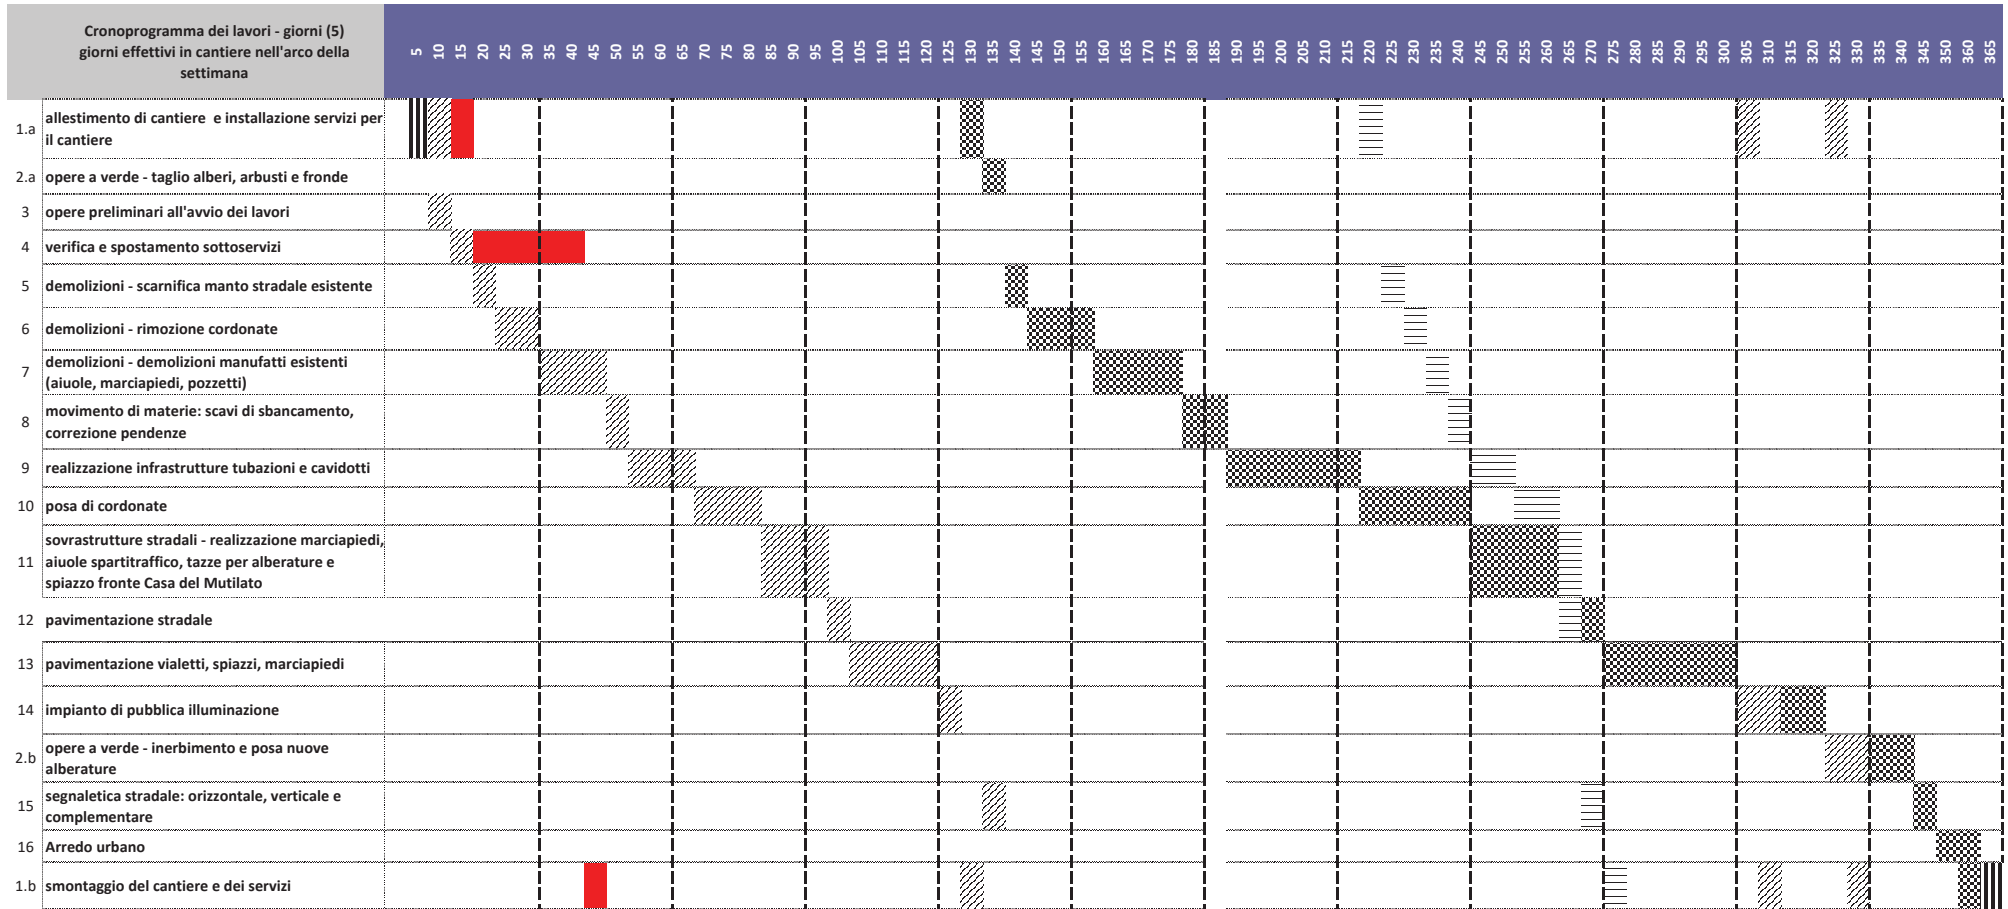 Cronoprogramma dei lavori - giorni (5)
giorni effettivi in cantiere nell'arco della
settimana
5 10 15 20 25 30 35 40 45 50 55 60 65 70 75 80 85 90 95 100 105 110 115 120 125 130 135 140 145 150 155 160 165 170 175 180 185 190 195 200 205 210 215 220 225 230 235 240 245 250 255 260 265 270 275 280 285 290 295 300 305 310 315 320 325 330 335 340 345 350 360 365
1.a allestimento di cantiere e installazione servizi per
il cantiere
2.a opere a verde - taglio alberi, arbusti e fronde
3 opere preliminari all'avvio dei lavori
4 verifica e spostamento sottoservizi
5 demolizioni - scarnifica manto stradale esistente
6 demolizioni - rimozione cordonate
7 demolizioni - demolizioni manufatti esistenti
(aiuole, marciapiedi, pozzetti)
8 movimento di materie: scavi di sbancamento,
correzione pendenze
9 realizzazione infrastrutture tubazioni e cavidotti
10 posa di cordonate
11 sovrastrutture stradali - realizzazione marciapiedi,
aiuole spartitraffico, tazze per alberature e
spiazzo fronte Casa del Mutilato
12 pavimentazione stradale
13 pavimentazione vialetti, spiazzi, marciapiedi
14 impianto di pubblica illuminazione
2.b opere a verde - inerbimento e posa nuove
alberature
15 segnaletica stradale: orizzontale, verticale e
complementare
16 Arredo urbano
1.b smontaggio del cantiere e dei servizi